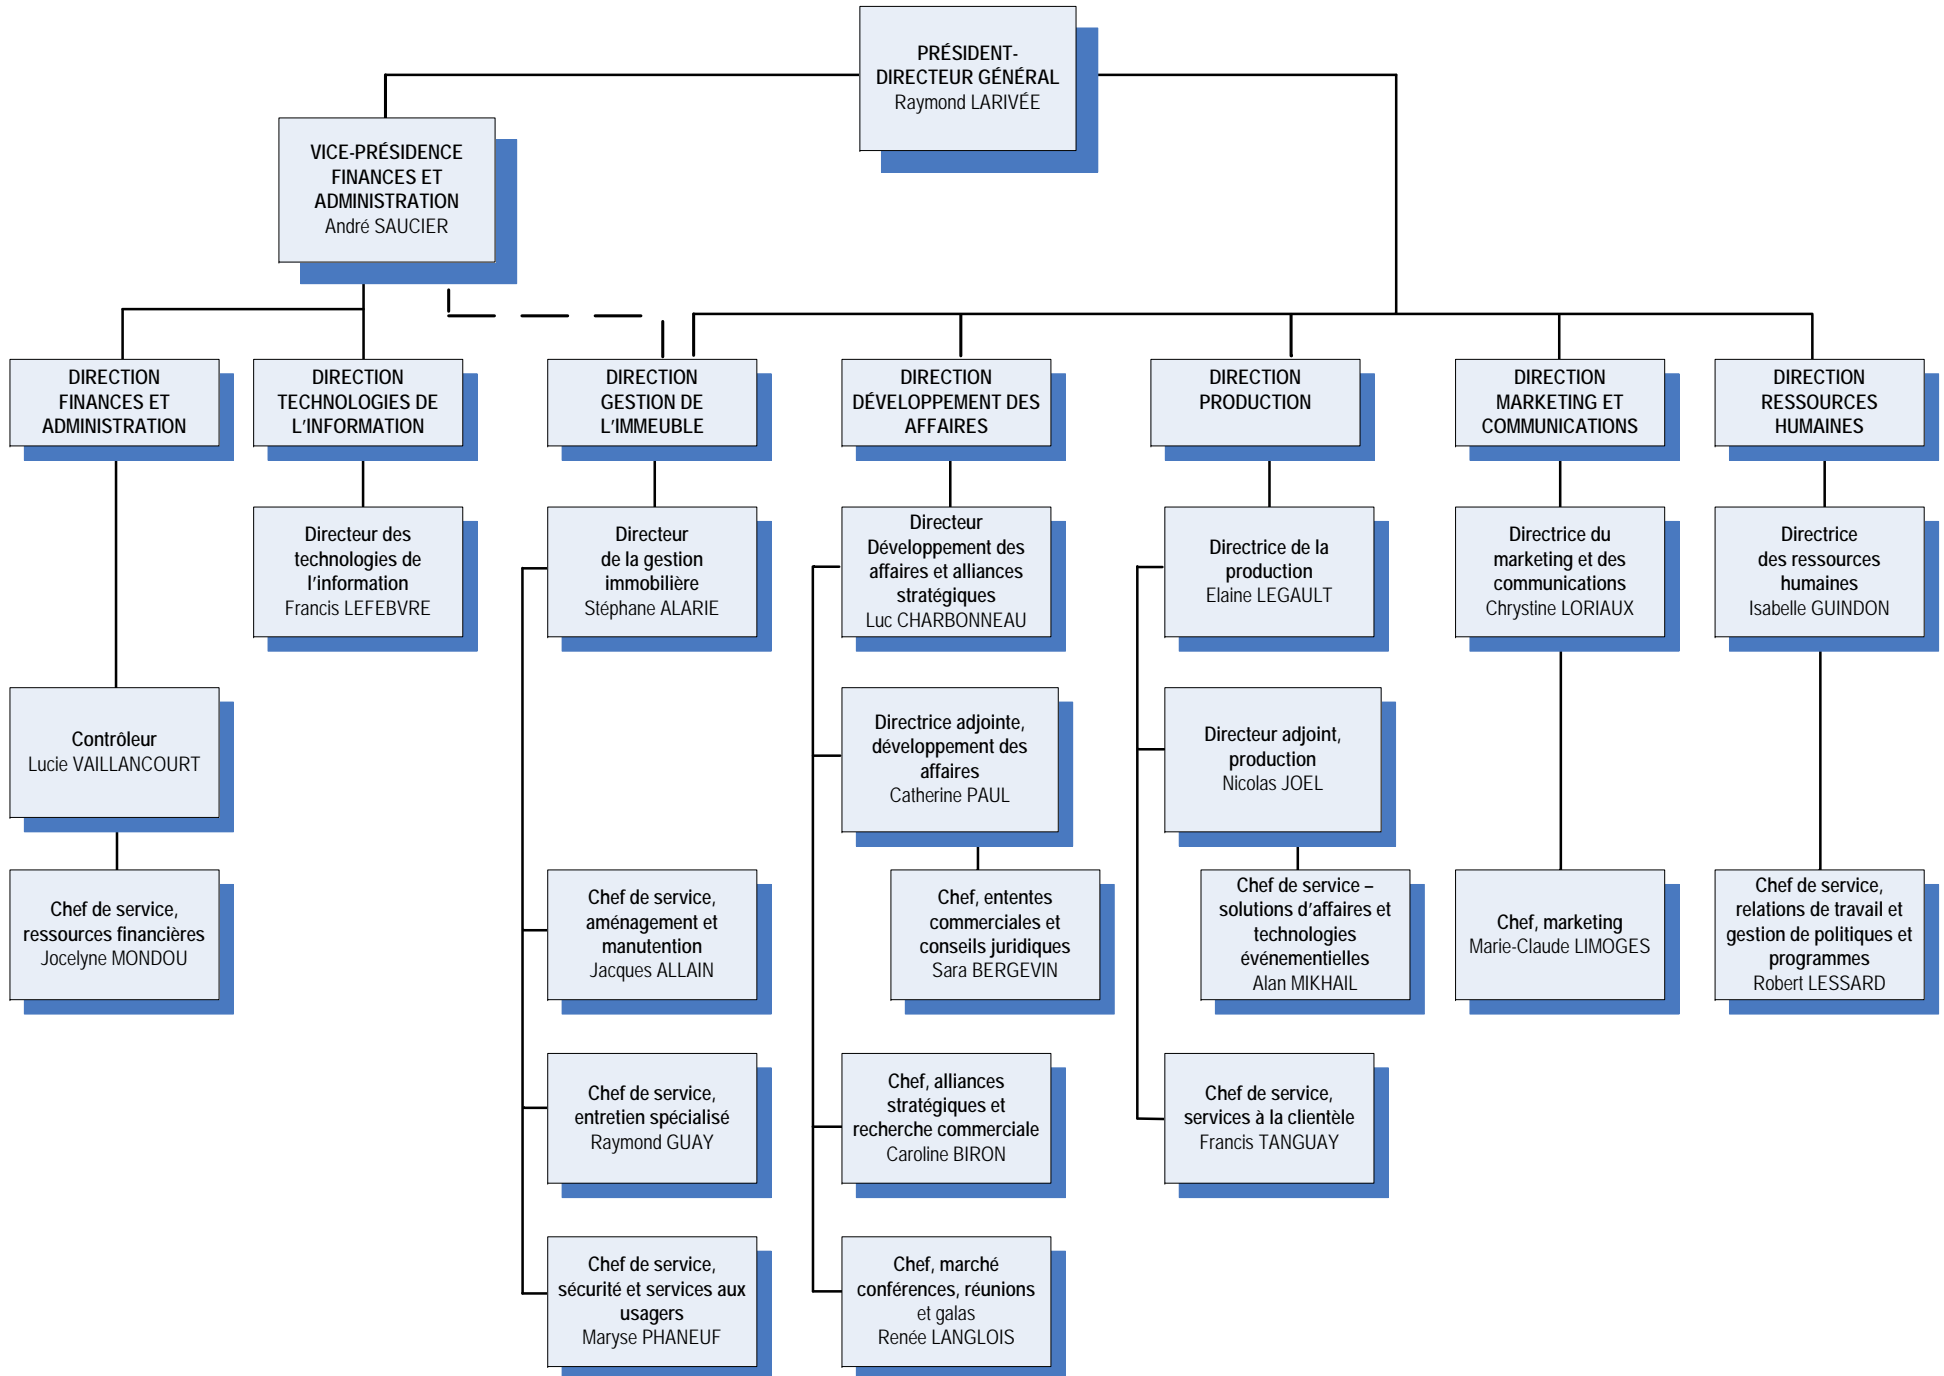 PRÉSIDENT-
DIRECTEUR GÉNÉRAL
Raymond LARIVÉE
VICE-PRÉSIDENCE
FINANCES ET
ADMINISTRATION
André SAUCIER
DIRECTION
FINANCES ET
ADMINISTRATION
DIRECTION
TECHNOLOGIES DE
L'INFORMATION
DIRECTION
GESTION DE
L'IMMEUBLE
DIRECTION
DÉVELOPPEMENT DES
AFFAIRES
DIRECTION
PRODUCTION
DIRECTION
MARKETING ET
COMMUNICATIONS
DIRECTION
RESSOURCES
HUMAINES
Directeur des
technologies de
l'information
Francis LEFEBVRE
Directeur
de la gestion
immobilière
Stéphane ALARIE
Directeur
Développement des
affaires et alliances
stratégiques
Luc CHARBONNEAU
Directrice de la
production
Elaine LEGAULT
Directrice du
marketing et des
communications
Chrystine LORIAUX
Directrice
des ressources
humaines
Isabelle GUINDON
Contrôleur
Lucie VAILLANCOURT
Directrice adjointe,
développement des
affaires
Catherine PAUL
Directeur adjoint,
production
Nicolas JOEL
Chef de service,
ressources financières
Jocelyne MONDOU
Chef de service,
aménagement et
manutention
Jacques ALLAIN
Chef, ententes
commerciales et
conseils juridiques
Sara BERGEVIN
Chef de service –
solutions d'affaires et
technologies
événementielles
Alan MIKHAIL
Chef, marketing
Marie-Claude LIMOGES
Chef de service,
relations de travail et
gestion de politiques et
programmes
Robert LESSARD
Chef de service,
entretien spécialisé
Raymond GUAY
Chef, alliances
stratégiques et
recherche commerciale
Caroline BIRON
Chef de service,
services à la clientèle
Francis TANGUAY
Chef de service,
sécurité et services aux
usagers
Maryse PHANEUF
Chef, marché
conférences, réunions
et galas
Renée LANGLOIS